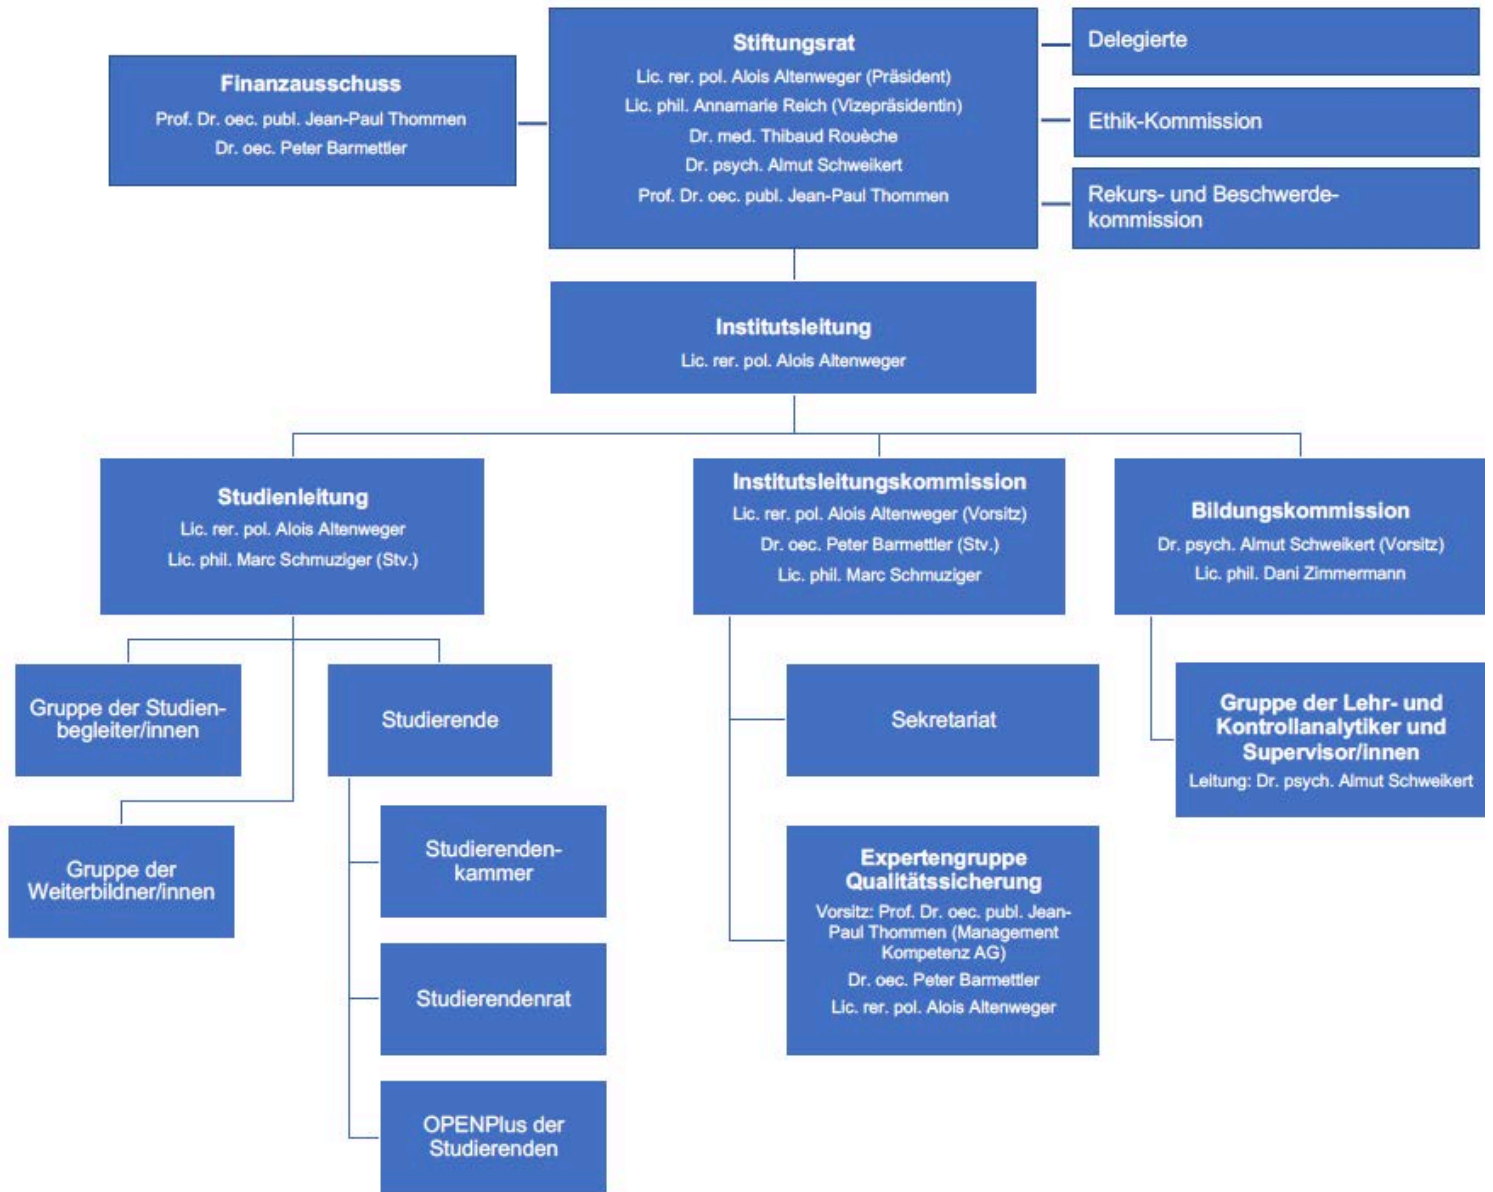 Stiftungsrat
Lic. rer. pol. Alois Altenweger (Präsident)
Lic. phil. Annamarie Reich (Vizepräsidentin)
Dr. med. Thibaud Rouèche
Dr. psych. Almut Schweikert
Prof. Dr. oec. publ. Jean-Paul Thommen
Finanzausschuss
Prof. Dr. oec. publ. Jean-Paul Thommen
Dr. oec. Peter Barmettler
Delegierte
Ethik-Kommission
Rekurs- und Beschwerde-
kommission
Institutsleitung
Lic. rer. pol. Alois Altenweger
Studienleitung
Lic. rer. pol. Alois Altenweger
Lic. phil. Marc Schmuziger (Stv.)
Institutsleitungskommission
Lic. rer. pol. Alois Altenweger (Vorsitz)
Dr. oec. Peter Barmettler (Stv.)
Lic. phil. Marc Schmuziger
Bildungskommission
Dr. psych. Almut Schweikert (Vorsitz)
Lic. phil. Dani Zimmermann
Gruppe der Studien-
begleiter/innen
Studierende
Gruppe der
Weiterbildner/innen
Studierenden-
kammer
Studierendenrat
OPENPlus der
Studierenden
Sekretariat
Expertengruppe
Qualitätssicherung
Vorsitz: Prof. Dr. oec. publ. Jean-
Paul Thommen (Management
Kompetenz AG)
Dr. oec. Peter Barmettler
Lic. rer. pol. Alois Altenweger
Gruppe der Lehr- und
Kontrollanalytiker und
Supervisor/innen
Leitung: Dr. psych. Almut Schweikert